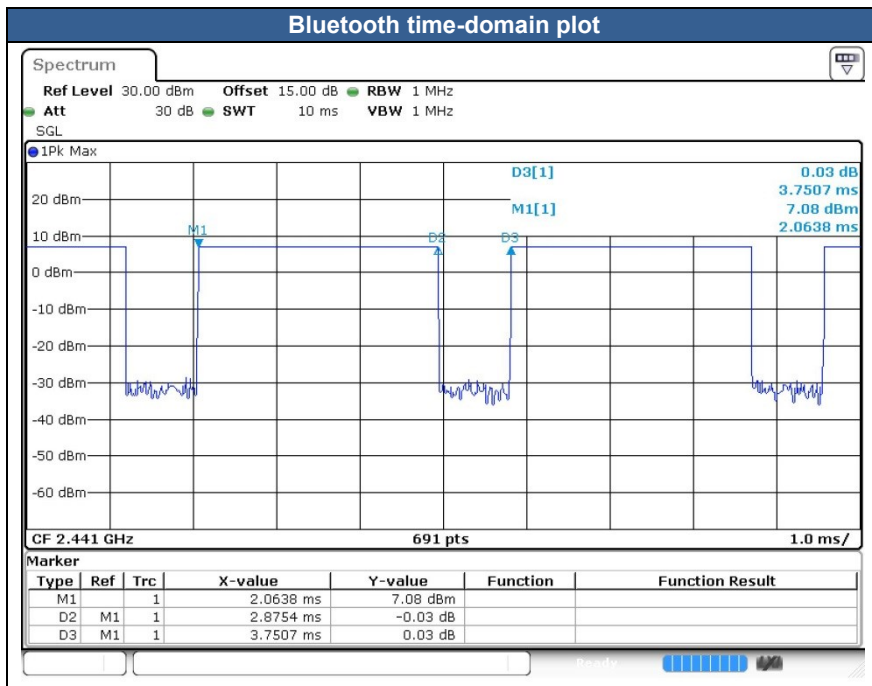 Bluetooth time-domain plot
Spectrum
Ref Level 30.00 dBm Offset 15.00 dB RBW 1 MHz
Att 30 dB SWT 10 ms VBW 1 MHz
SGL
1Pk Max
D3[1] 0.03 dB
3.7507 ms
M1[1] 7.08 dBm
2.0638 ms
20 dBm
10 dBm
0 dBm
-10 dBm
-20 dBm
-30 dBm
-40 dBm
-50 dBm
-60 dBm
M1
D2
D3
CF 2.441 GHz 691 pts 1.0 ms/
Marker
Type Ref Trc X-value Y-value Function Function Result
M1 1 2.0638 ms 7.08 dBm
D2 M1 1 2.8754 ms -0.03 dB
D3 M1 1 3.7507 ms 0.03 dB
Ready